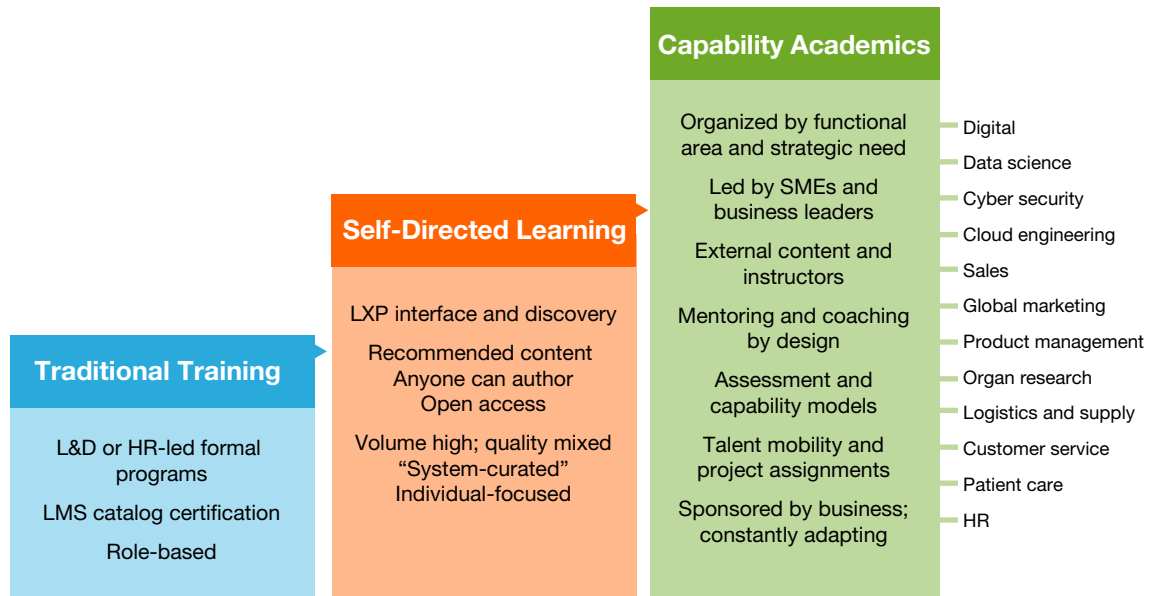 Traditional Training
L&D or HR-led formal
programs
LMS catalog certification
Role-based
Self-Directed Learning
LXP interface and discovery
Recommended content
Anyone can author
Open access
Volume high; quality mixed
“System-curated”
Individual-focused
Capability Academics
Organized by functional
area and strategic need
Led by SMEs and
business leaders
External content and
instructors
Mentoring and coaching
by design
Assessment and
capability models
Talent mobility and
project assignments
Sponsored by business;
constantly adapting
Digital
Data science
Cyber security
Cloud engineering
Sales
Global marketing
Product management
Organ research
Logistics and supply
Customer service
Patient care
HR